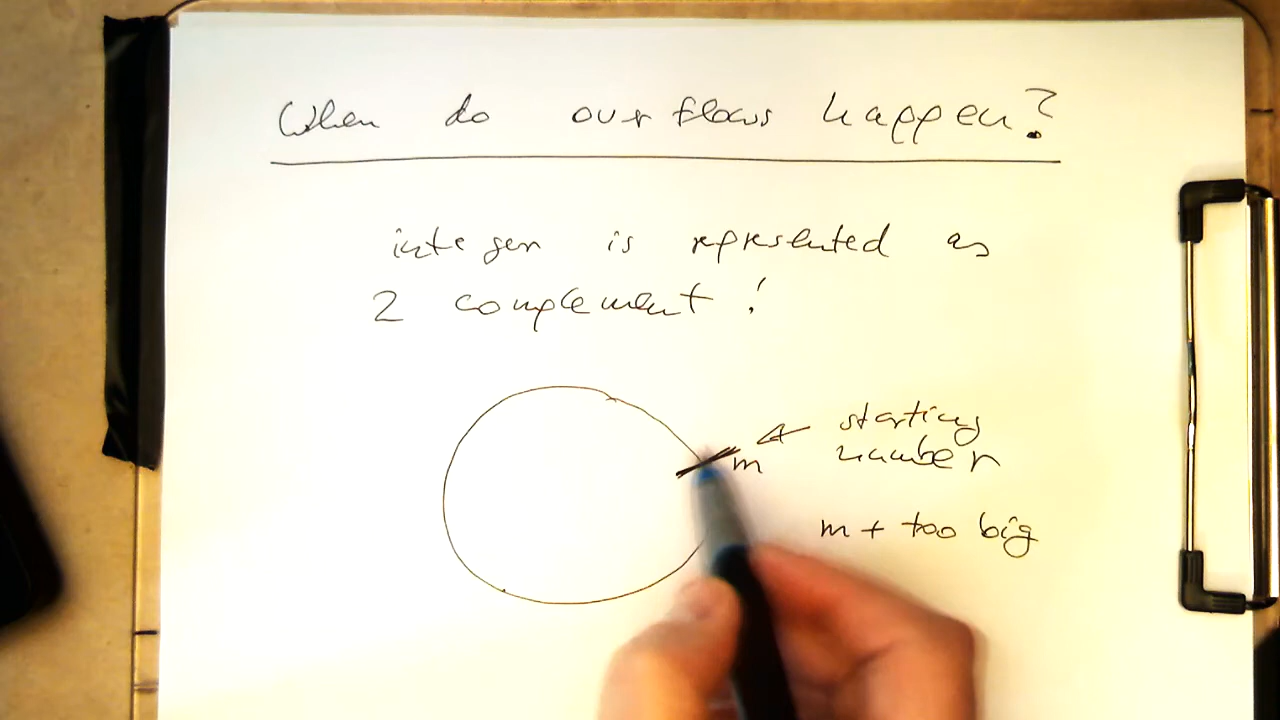 When do overflows happen?
integer is represented as
2 complement!
starting
number
m
m + too big